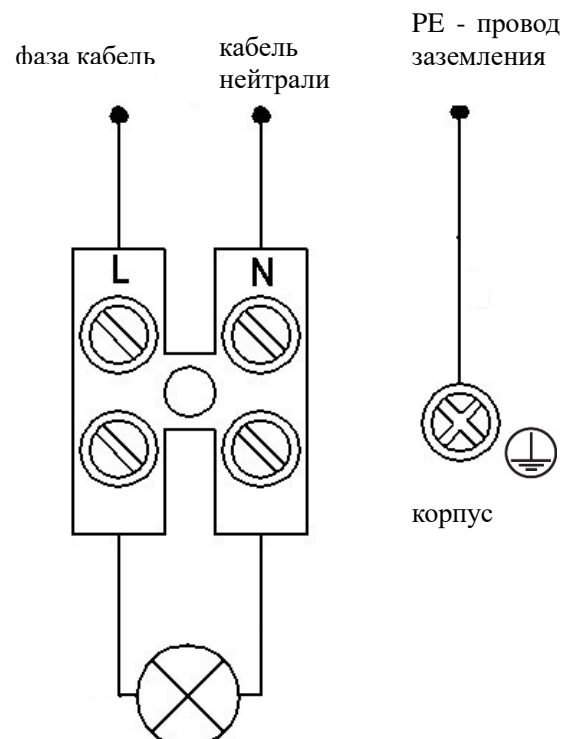 фаза кабель
кабель
нейтрали
PE - провод
заземления
L
N
корпус